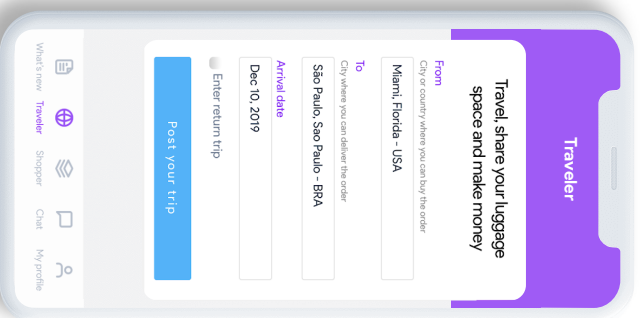 Traveler
Travel, share your luggage
space and make money
From
City or country where you can buy the order
Miami, Florida - USA
To
City where you can deliver the order
São Paulo, Sao Paulo - BRA
Arrival date
Dec 10, 2019
Enter return trip
Post your trip
What's new
Traveler
Shopper
Chat
My profile